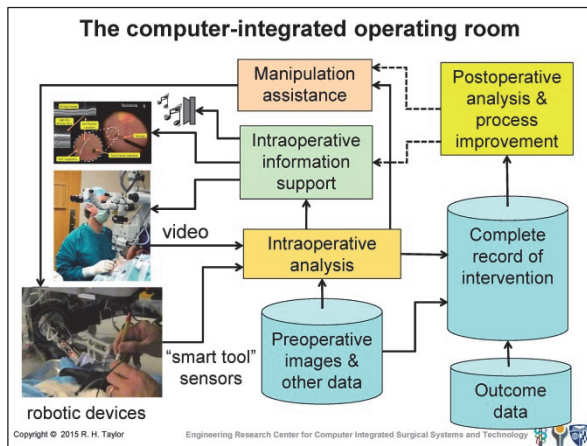 The computer-integrated operating room
Manipulation
assistance
Postoperative
analysis &
process
improvement
Intraoperative
information
support
video
Intraoperative
analysis
Complete
record of
intervention
Preoperative
images &
other data
"smart tool"
sensors
Outcome
data
robotic devices
Copyright © 2015 R. H. Taylor
Engineering Research Center for Computer Integrated Surgical Systems and Technology